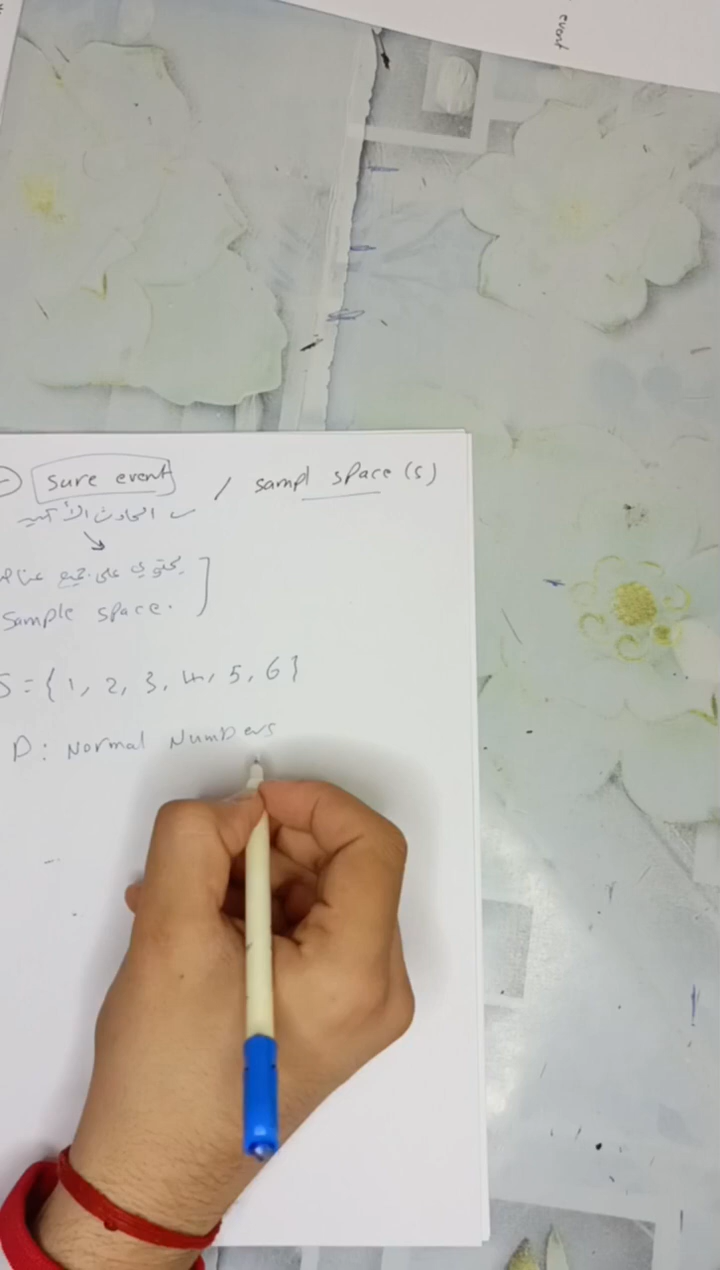 event
sure event / sampl space (s)
الحادث الأكيد
يحتوي على جميع عناصر
sample space.
S = { 1, 2, 3, 4, 5, 6 }
D: Normal Numbers